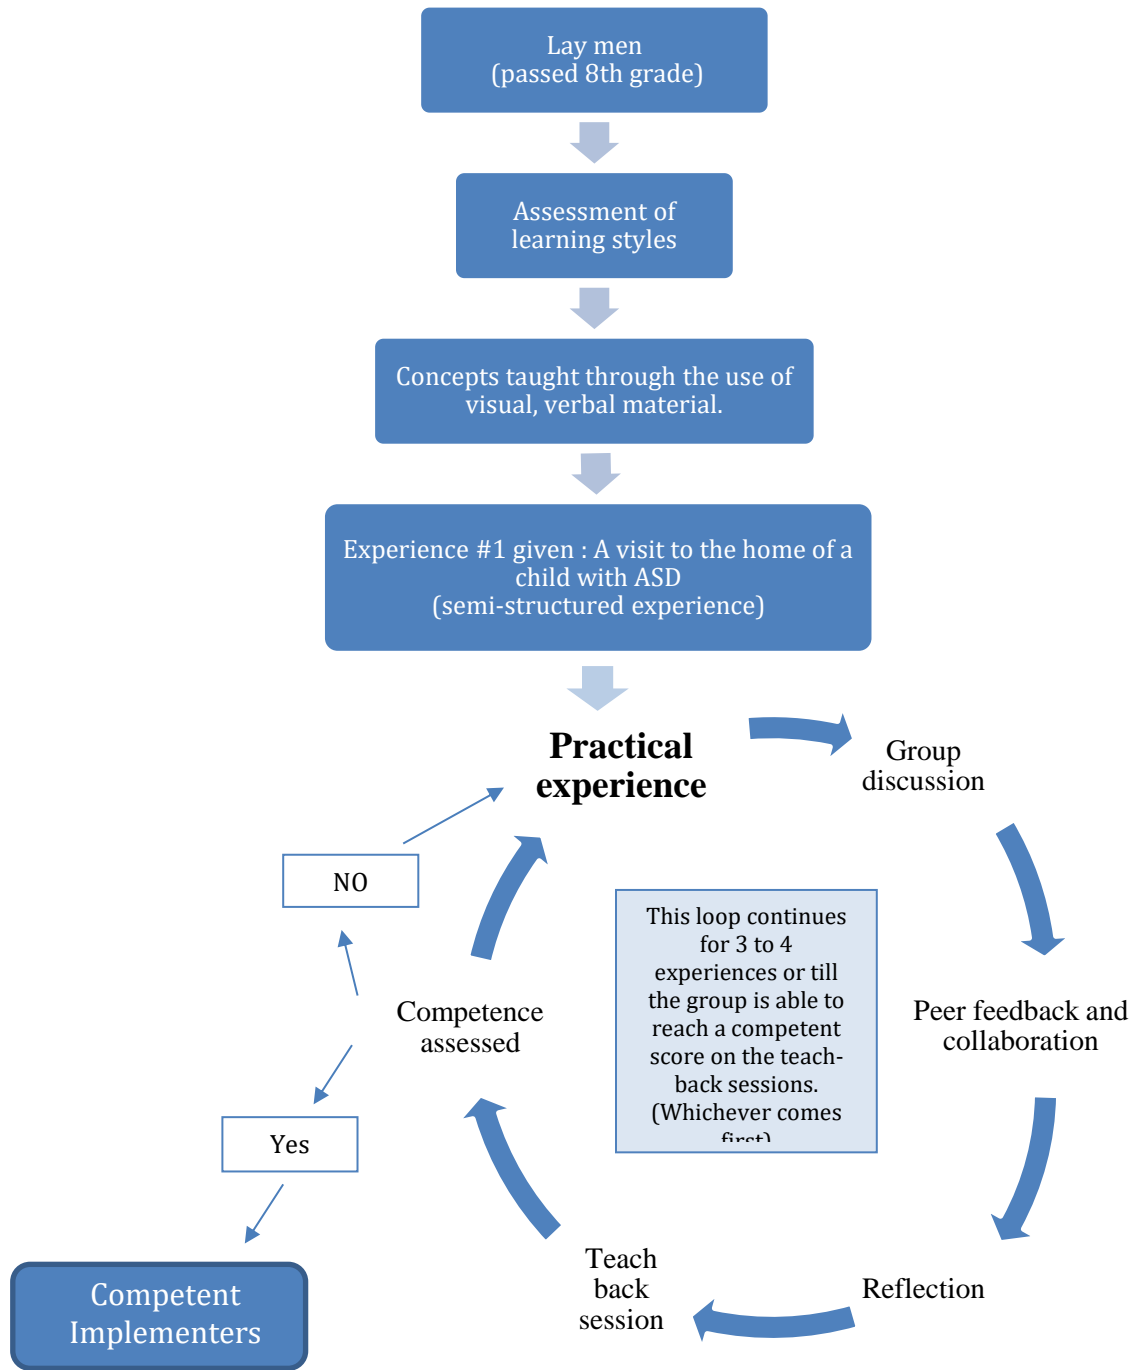 Lay men
(passed 8th grade)
Assessment of
learning styles
Concepts taught through the use of
visual, verbal material.
Experience #1 given : A visit to the home of a
child with ASD
(semi-structured experience)
Practical
experience
Group
discussion
NO
This loop continues
for 3 to 4
experiences or till
the group is able to
reach a competent
score on the teach-
back sessions.
(Whichever comes
first)
Competence
assessed
Peer feedback and
collaboration
Yes
Teach
back
session
Reflection
Competent
Implementers